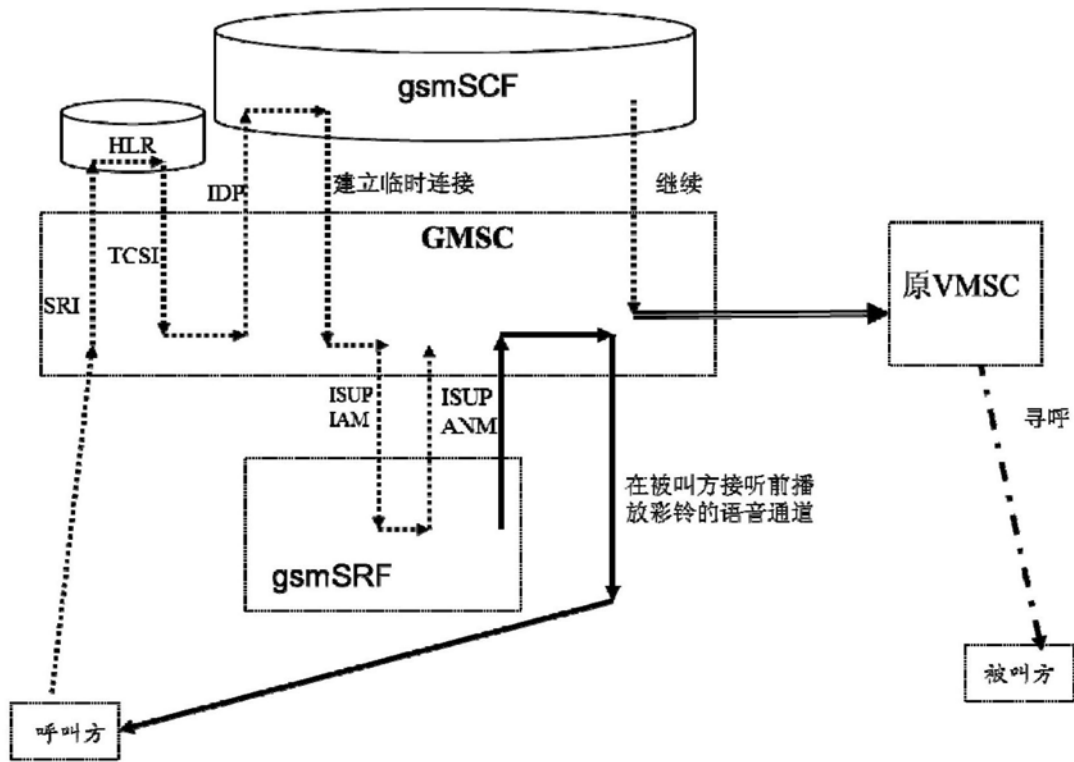 gsmSCF
HLR
IDP
建立临时连接
继续
GMSC
TCSI
SRI
原VMSC
ISUP
IAM
ISUP
ANM
寻呼
在被叫方接听前播
放彩铃的语音通道
gsmSRF
被叫方
呼叫方